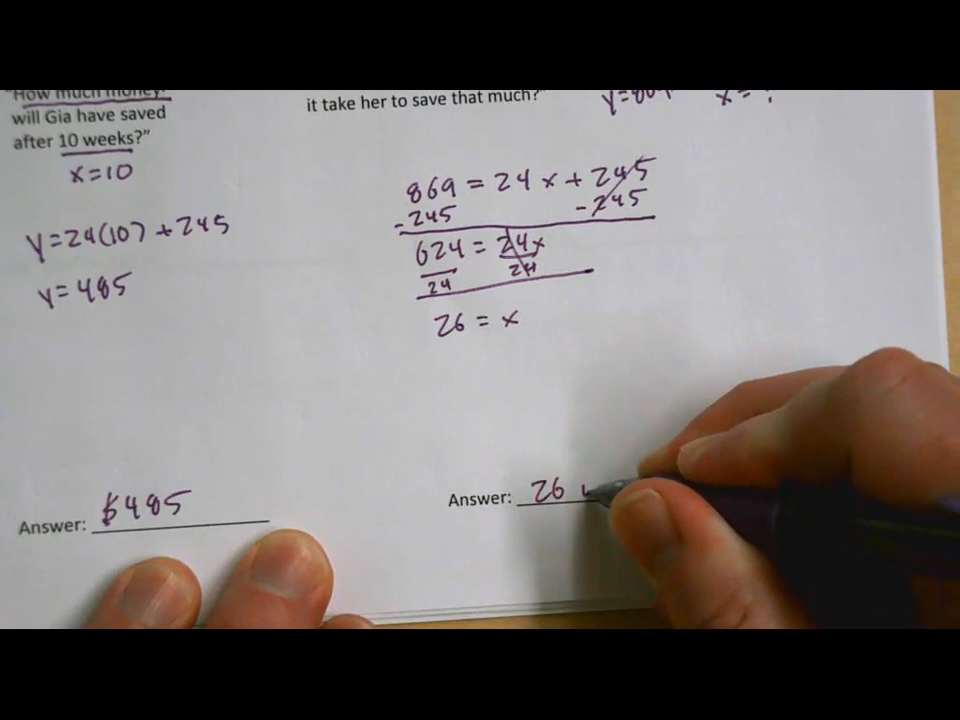 "How much money
will Gia have saved
after 10 weeks?"
x=10
y=24(10)+245
y=485
Answer: $485
it take her to save that much?"
x= ?
869 = 24x + 245
-245 -245
624 = 24x
24 24
26 = x
Answer: 26